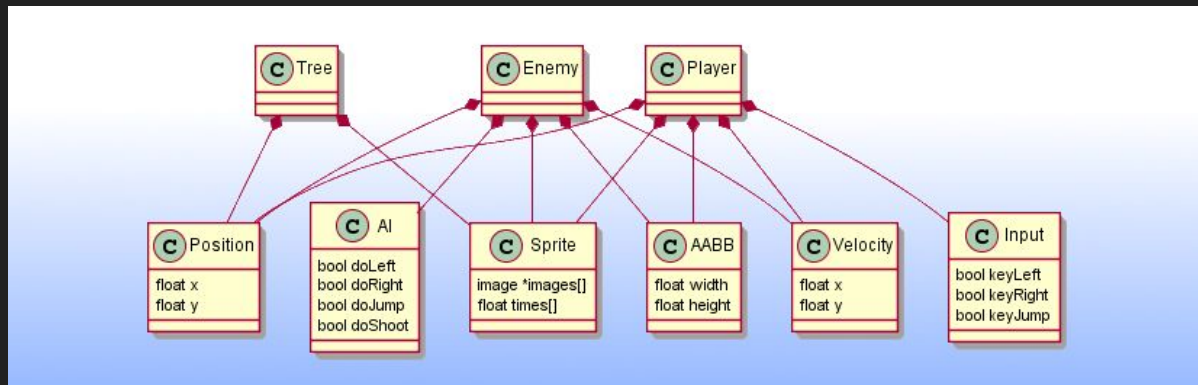 C Tree
C Enemy
C Player
C Position
float x
float y
C AI
bool doLeft
bool doRight
bool doJump
bool doShoot
C Sprite
image *images[]
float times[]
C AABB
float width
float height
C Velocity
float x
float y
C Input
bool keyLeft
bool keyRight
bool keyJump